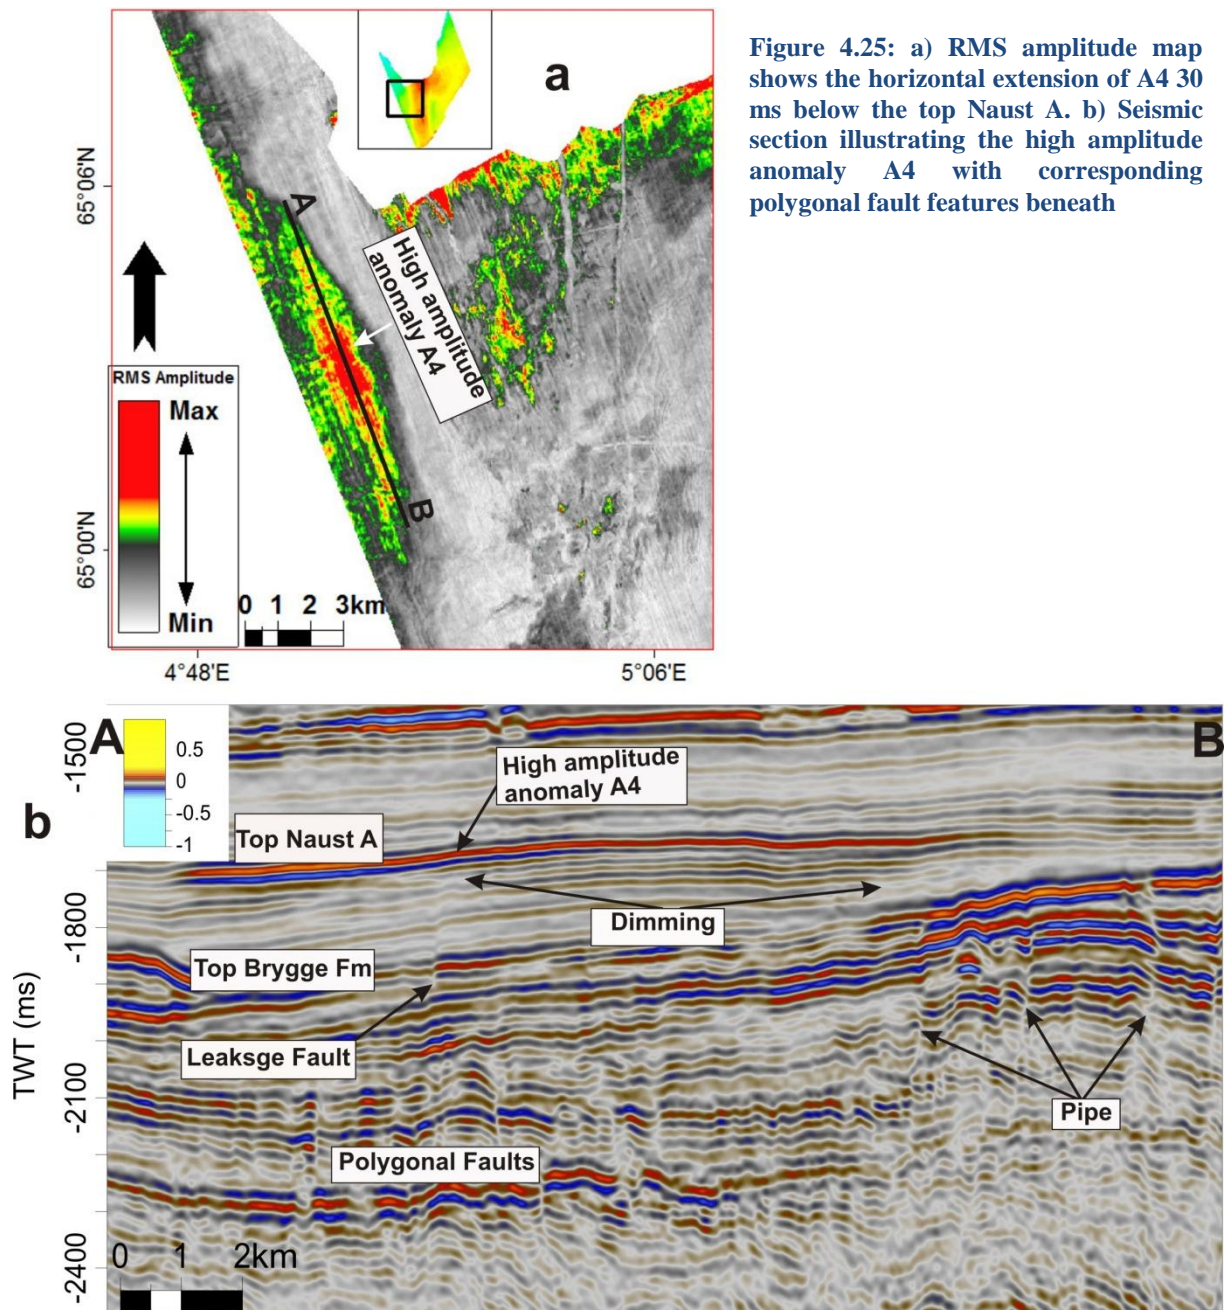 Figure 4.25: a) RMS amplitude map
shows the horizontal extension of A4 30
ms below the top Naust A. b) Seismic
section illustrating the high amplitude
anomaly A4 with corresponding
polygonal fault features beneath
a
65°06'N
65°00'N
A
High amplitude
anomaly A4
B
RMS Amplitude
Max
Min
0 1 2 3km
4°48'E
5°06'E
A
B
b
0.5
0
-0.5
-1
-1500
-1800
-2100
-2400
TWT (ms)
High amplitude
anomaly A4
Top Naust A
Dimming
Top Brygge Fm
Leaksge Fault
Pipe
Polygonal Faults
0 1 2km